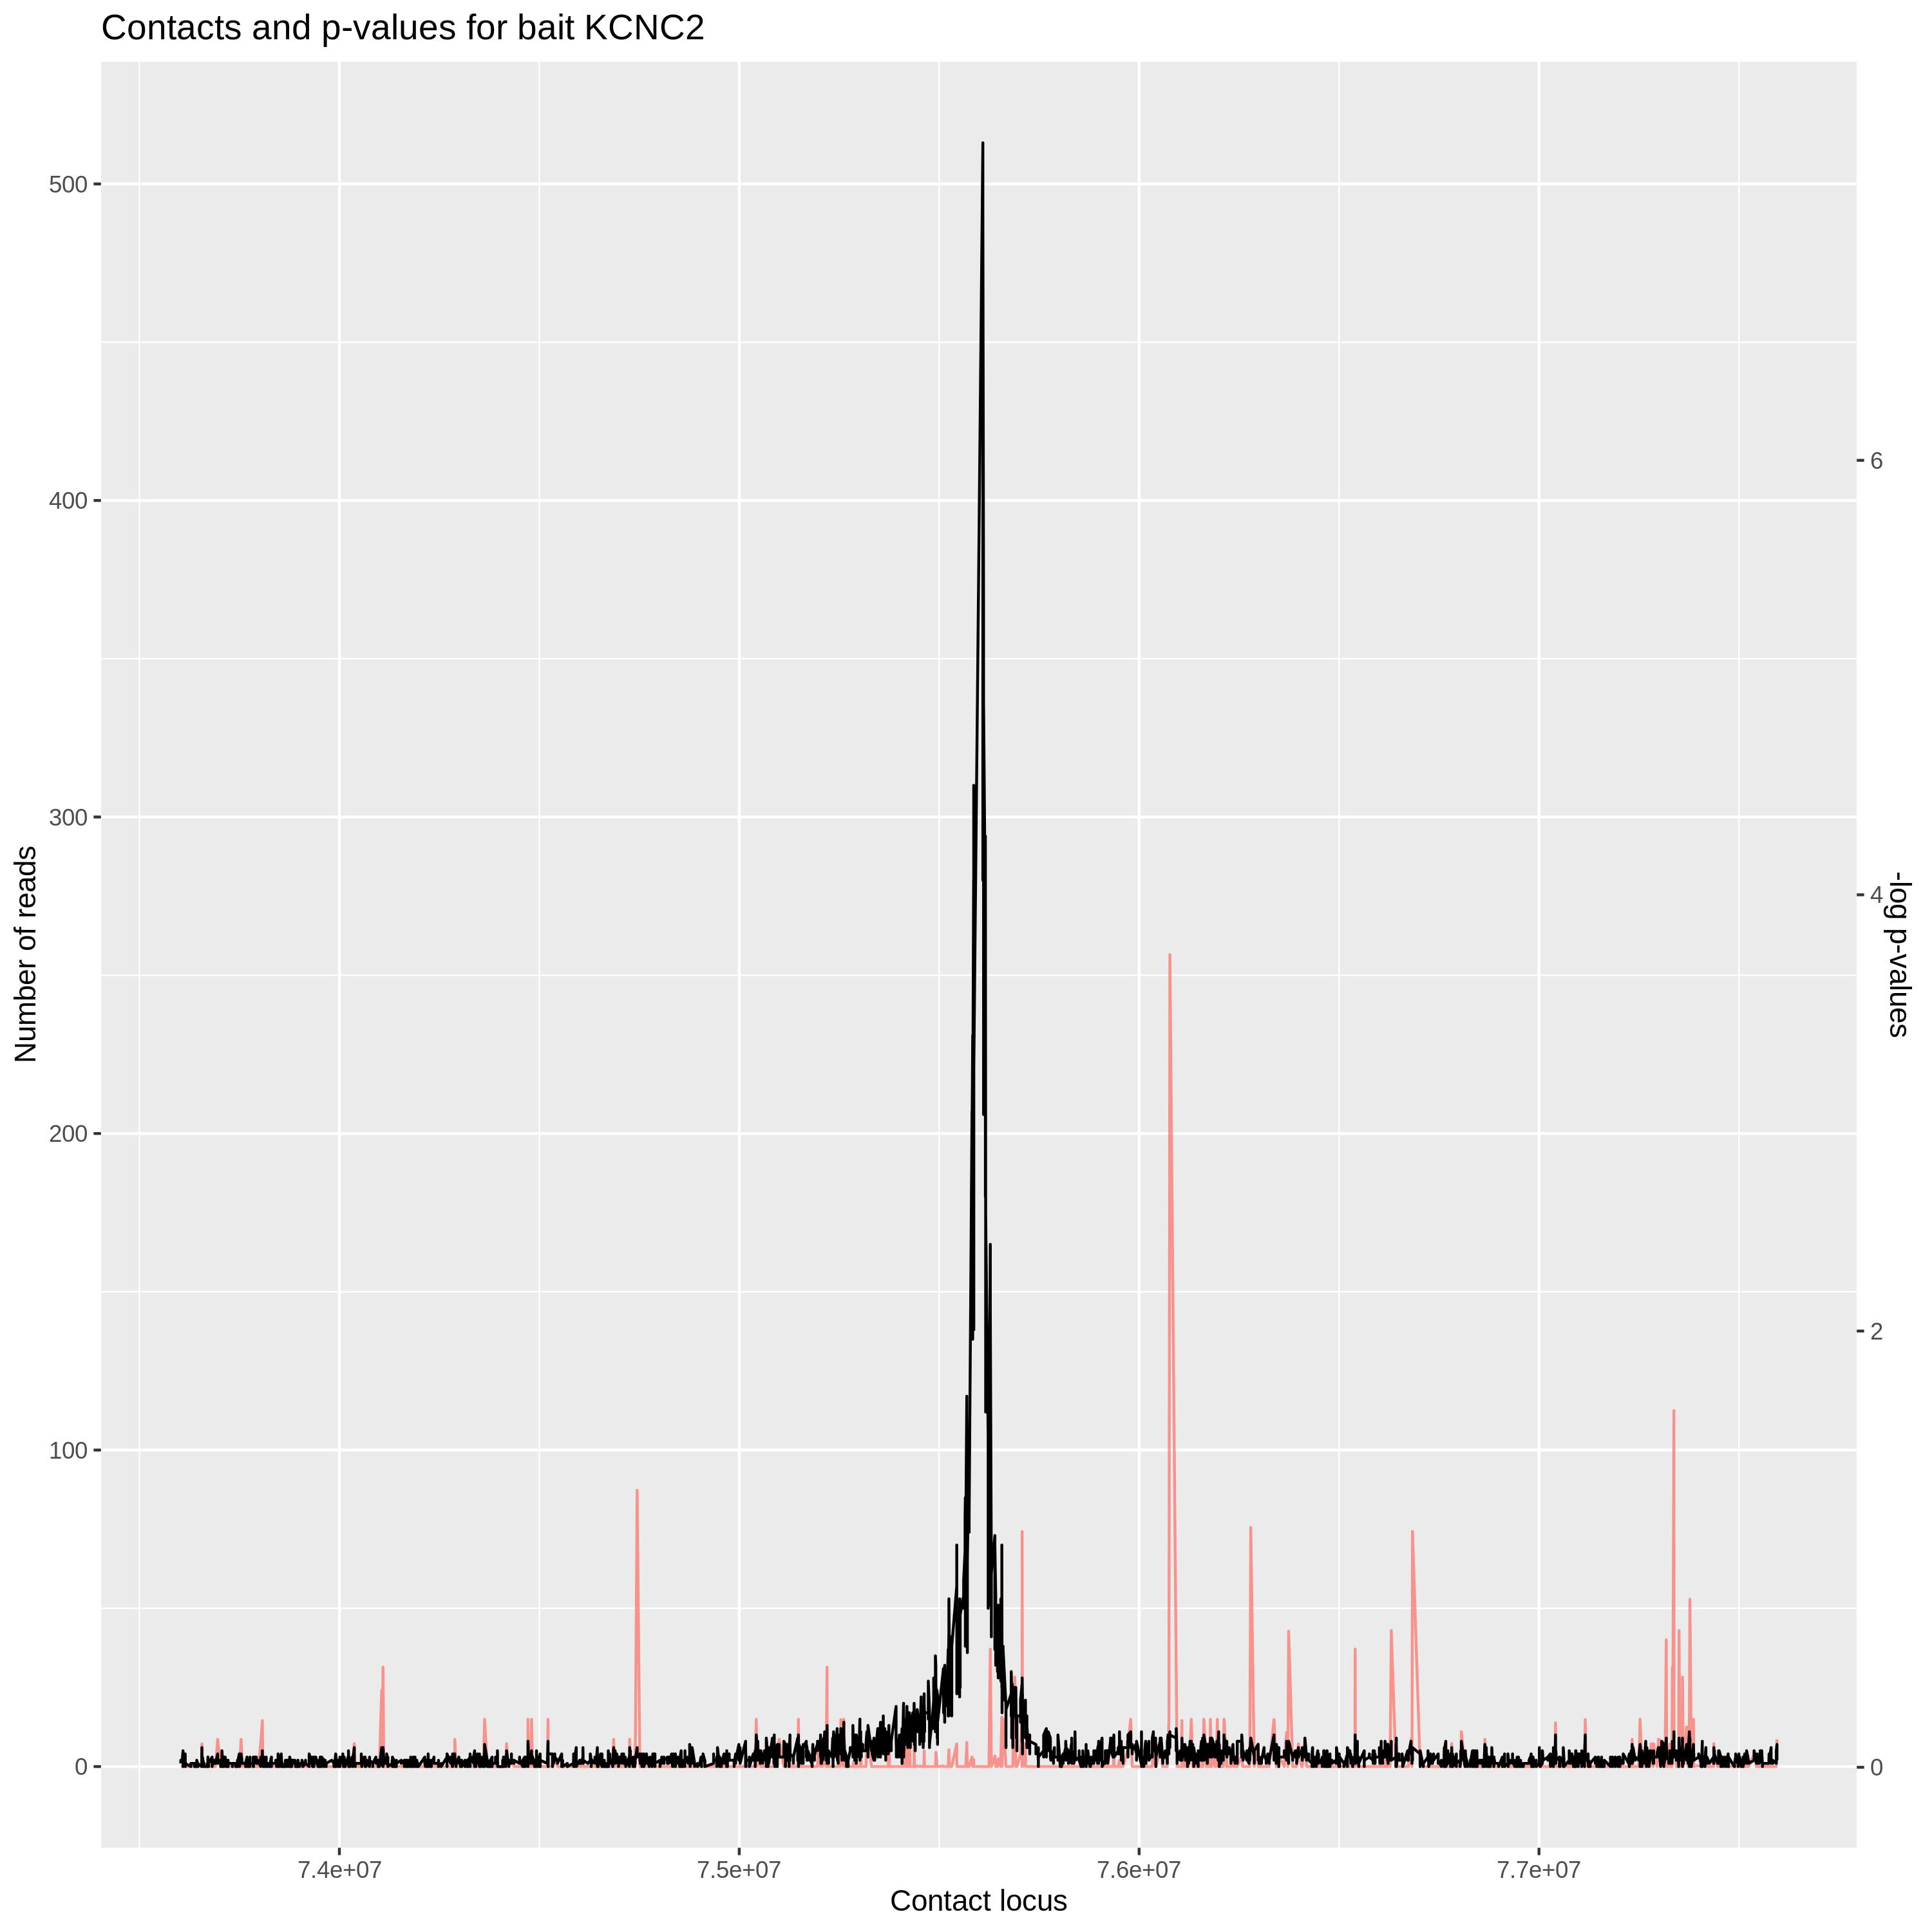 Contacts and p-values for bait KCNC2
500
400
300
200
100
0
Number of reads
6
4
2
0
-log p-values
7.4e+07 7.5e+07 7.6e+07 7.7e+07
Contact locus